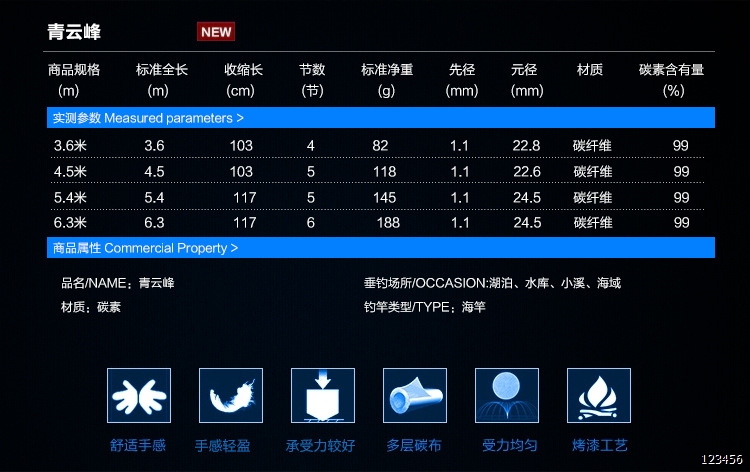 青云峰 NEW
商品规格 标准全长 收缩长 节数 标准净重 先径 元径 材质 碳素含有量
(m) (m) (cm) (节) (g) (mm) (mm) (%)
实测参数 Measured parameters >
3.6米 3.6 103 4 82 1.1 22.8 碳纤维 99
4.5米 4.5 103 5 118 1.1 22.6 碳纤维 99
5.4米 5.4 117 5 145 1.1 24.5 碳纤维 99
6.3米 6.3 117 6 188 1.1 24.5 碳纤维 99
商品属性 Commercial Property >
品名/NAME：青云峰 垂钓场所/OCCASION:湖泊、水库、小溪、海域
材质：碳素 钓竿类型/TYPE：海竿
舒适手感 手感轻盈 承受力较好 多层碳布 受力均匀 烤漆工艺
123456